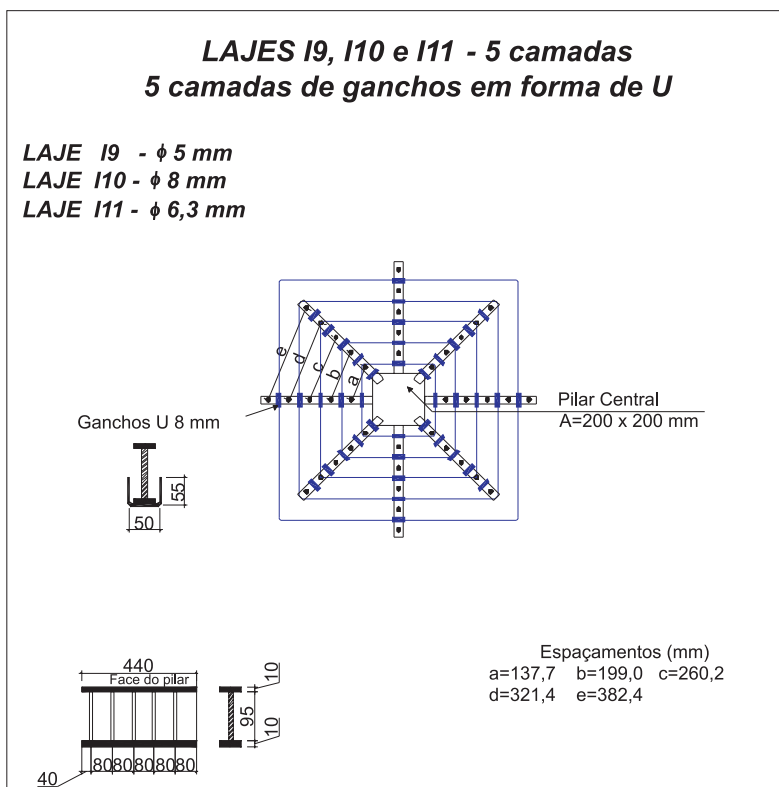 LAJES I9, I10 e I11 - 5 camadas
5 camadas de ganchos em forma de U
LAJE I9 - ϕ 5 mm
LAJE I10 - ϕ 8 mm
LAJE I11 - ϕ 6,3 mm
e
d
c
b
a
Pilar Central
A=200 x 200 mm
Ganchos U 8 mm
55
50
Espaçamentos (mm)
a=137,7 b=199,0 c=260,2
d=321,4 e=382,4
440
Face do pilar
10
95
10
80 80 80 80 80
40